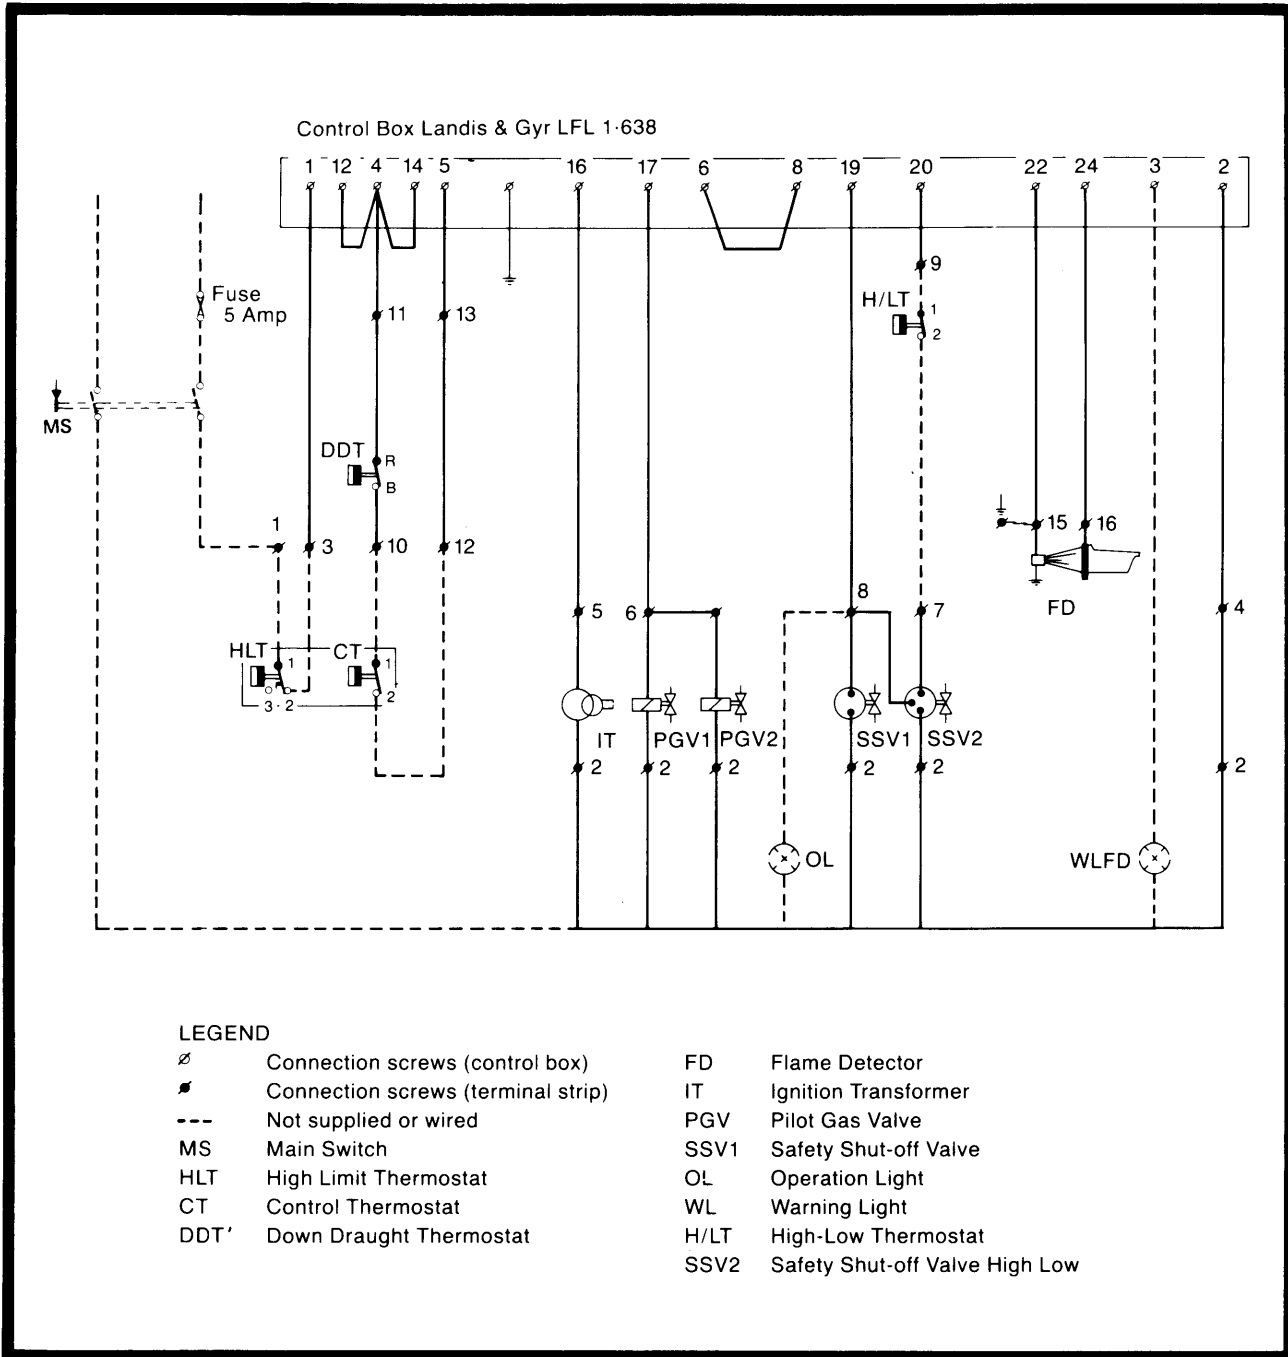 Control Box Landis & Gyr LFL 1·638
1 12 4 14 5 16 17 6 8 19 20 22 24 3 2
9
Fuse
5 Amp
11 13
H/LT 1
2
MS
DDT R
B
1
3 10 12
15 16
FD
8
5 6 7 4
HLT 1 CT 1
3 · 2 2
IT PGV1 PGV2 SSV1 SSV2
2 2 2 2 2 2
OL WLFD
LEGEND
Ø Connection screws (control box)
Connection screws (terminal strip)
--- Not supplied or wired
MS Main Switch
HLT High Limit Thermostat
CT Control Thermostat
DDT' Down Draught Thermostat
FD Flame Detector
IT Ignition Transformer
PGV Pilot Gas Valve
SSV1 Safety Shut-off Valve
OL Operation Light
WL Warning Light
H/LT High-Low Thermostat
SSV2 Safety Shut-off Valve High Low